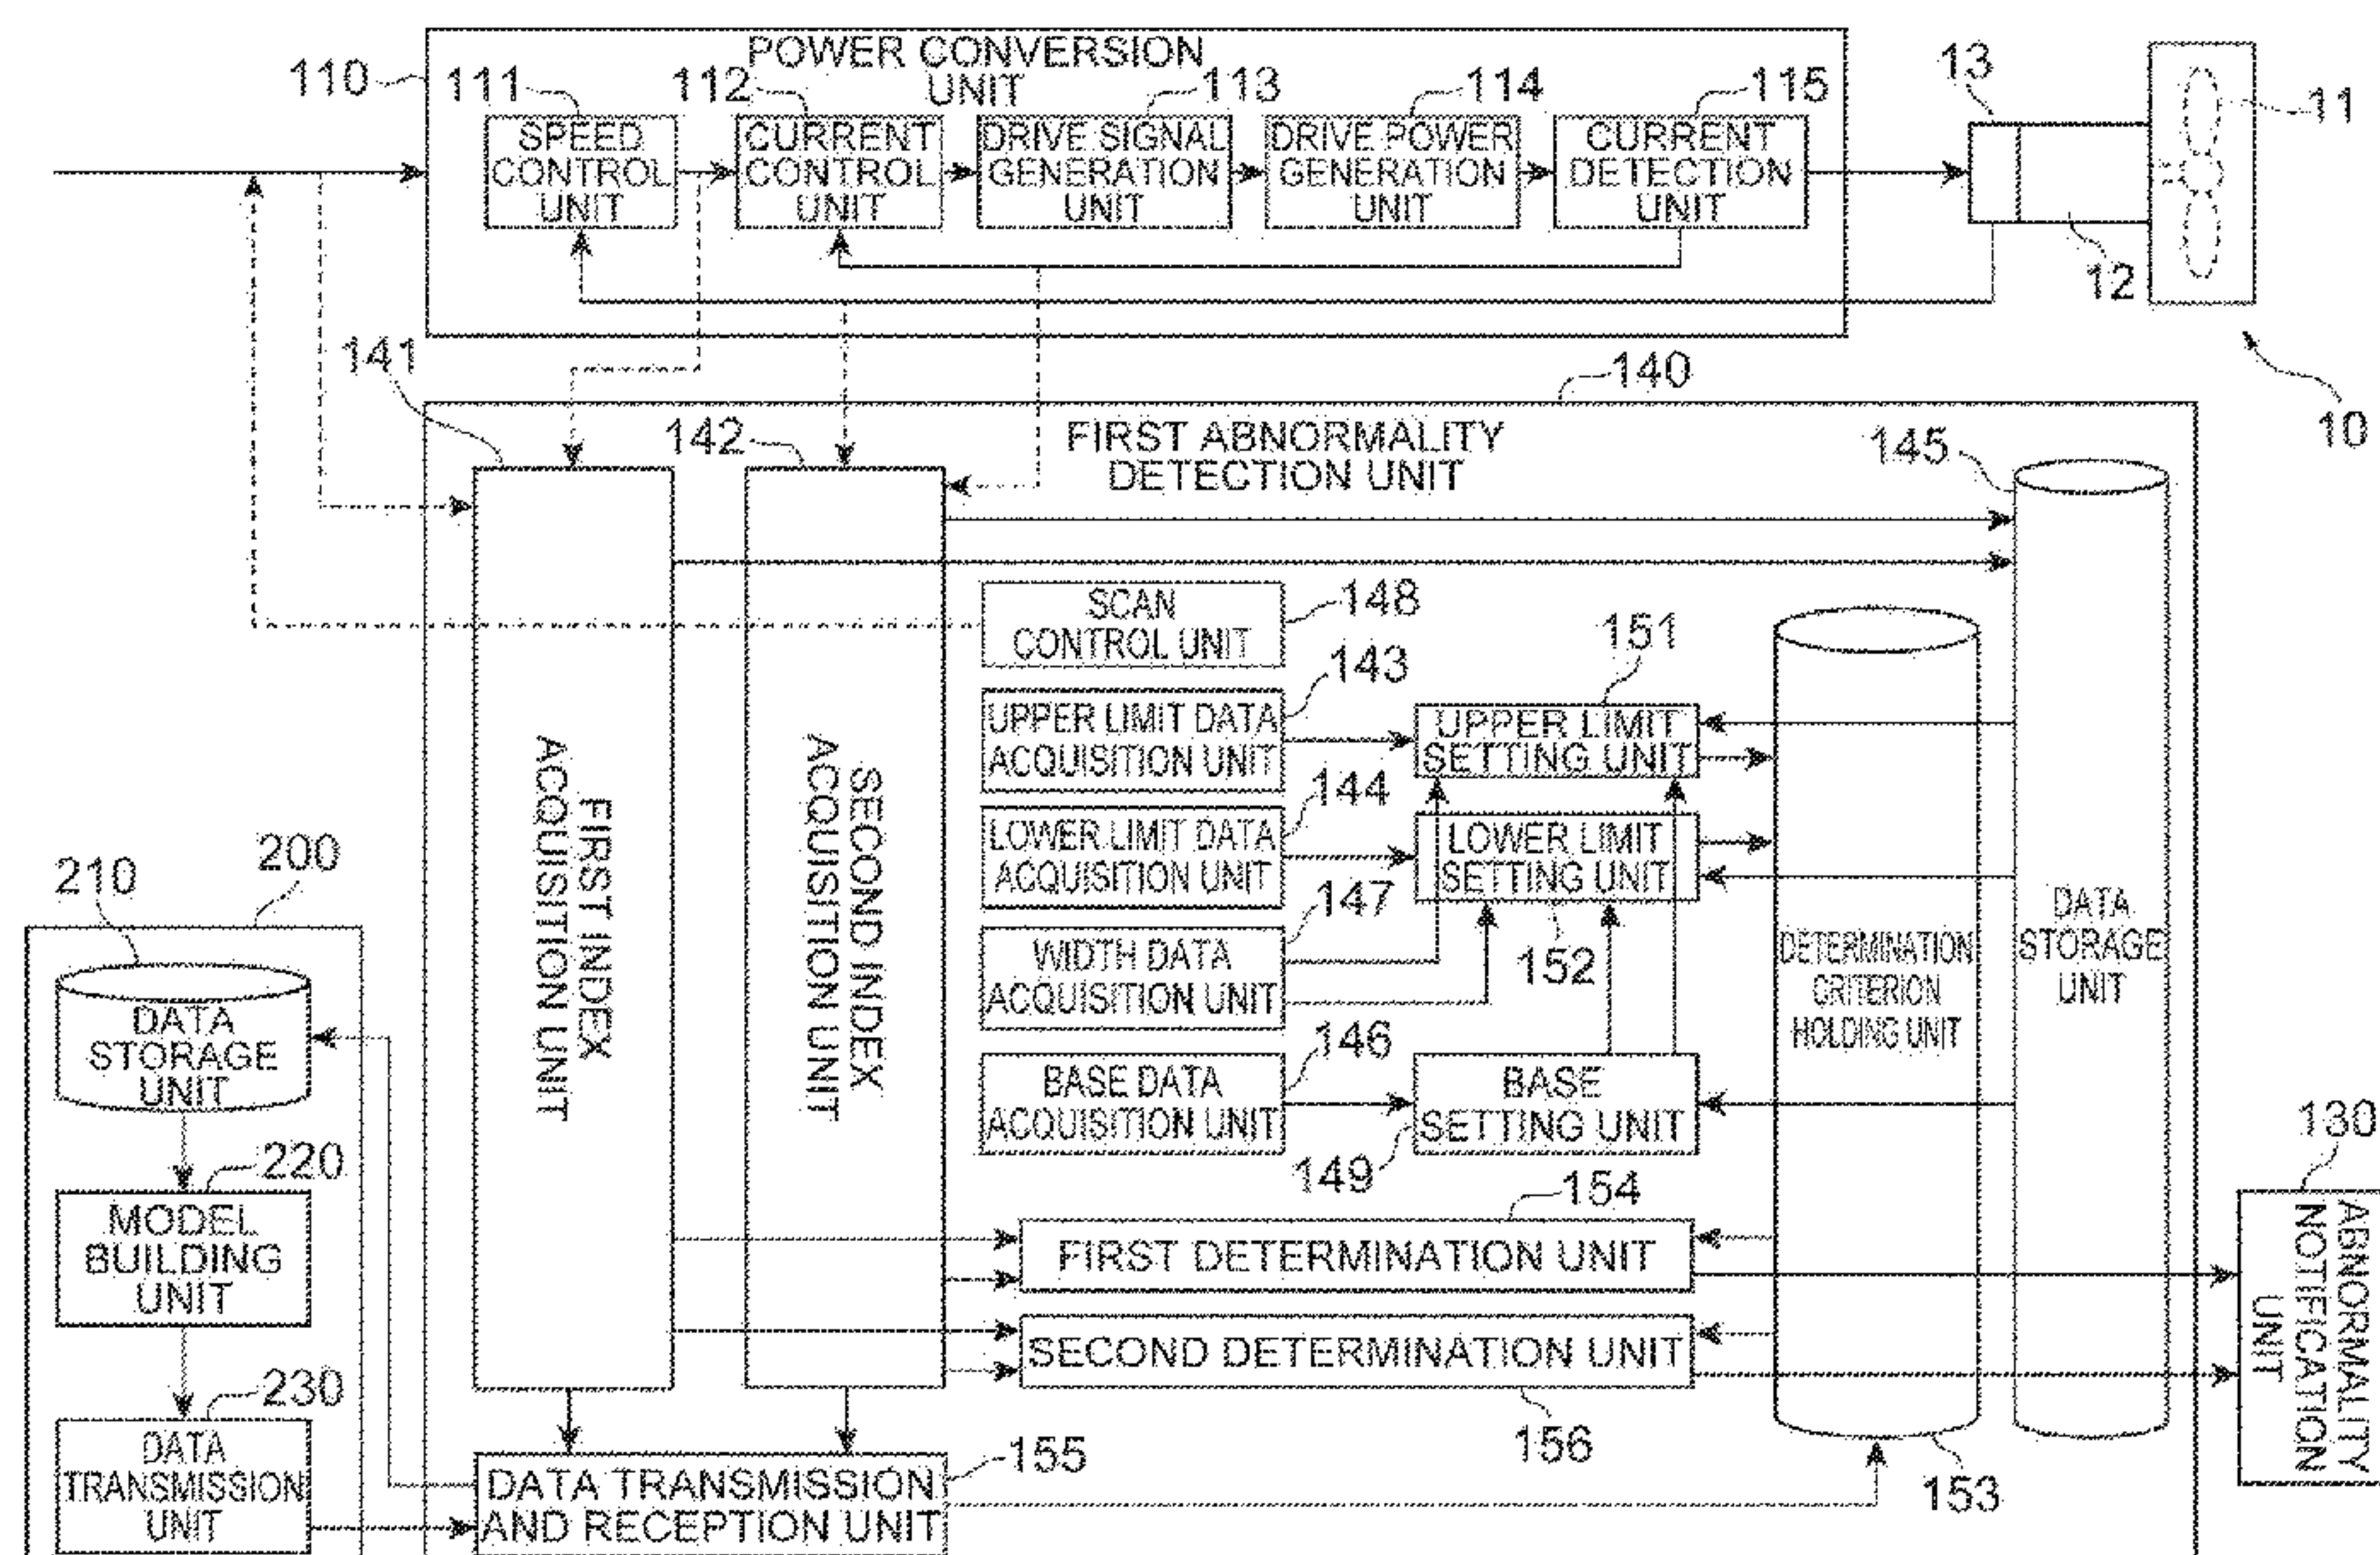 POWER CONVERSION
UNIT
110
111
112
113
114
115
13
11
SPEED
CONTROL
UNIT
CURRENT
CONTROL
UNIT
DRIVE SIGNAL
GENERATION
UNIT
DRIVE POWER
GENERATION
UNIT
CURRENT
DETECTION
UNIT
12
10
141
140
142
FIRST ABNORMALITY
DETECTION UNIT
145
SCAN
CONTROL UNIT
148
143
151
UPPER LIMIT DATA
ACQUISITION UNIT
UPPER LIMIT
SETTING UNIT
144
LOWER LIMIT DATA
ACQUISITION UNIT
LOWER LIMIT
SETTING UNIT
147
WIDTH DATA
ACQUISITION UNIT
152
146
BASE DATA
ACQUISITION UNIT
BASE
SETTING UNIT
149
FIRST INDEX
ACQUISITION UNIT
SECOND INDEX
ACQUISITION UNIT
DETERMINATION
CRITERION
HOLDING UNIT
DATA
STORAGE
UNIT
200
210
DATA
STORAGE
UNIT
220
MODEL
BUILDING
UNIT
230
DATA
TRANSMISSION
UNIT
154
FIRST DETERMINATION UNIT
SECOND DETERMINATION UNIT
156
155
DATA TRANSMISSION
AND RECEPTION UNIT
153
130
ABNORMALITY
NOTIFICATION
UNIT